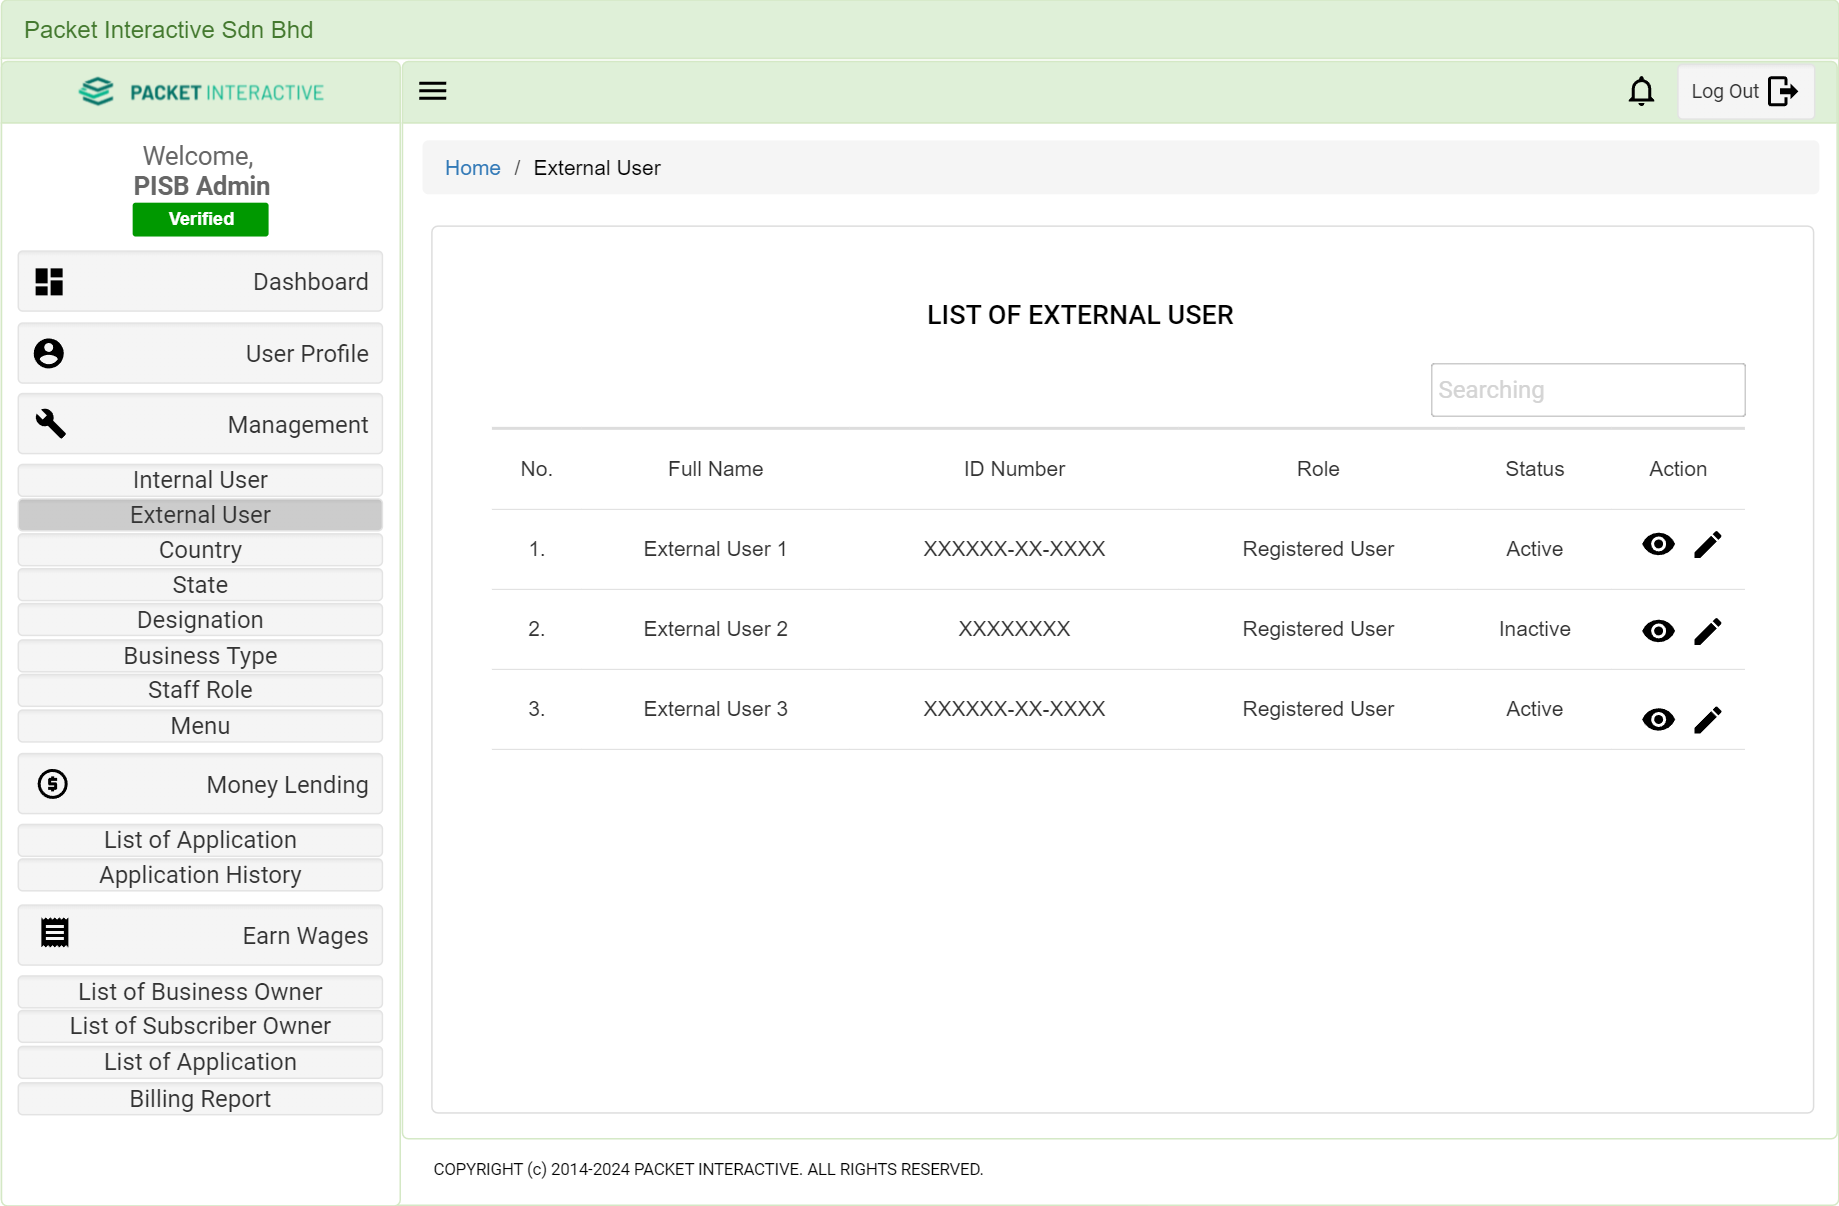 Packet Interactive Sdn Bhd
PACKET INTERACTIVE
Log Out
Welcome,
PISB Admin
Verified
Dashboard
User Profile
Management
Internal User
External User
Country
State
Designation
Business Type
Staff Role
Menu
Money Lending
List of Application
Application History
Earn Wages
List of Business Owner
List of Subscriber Owner
List of Application
Billing Report
Home / External User
LIST OF EXTERNAL USER
Searching
No. Full Name ID Number Role Status Action
1. External User 1 XXXXXX-XX-XXXX Registered User Active
2. External User 2 XXXXXXXX Registered User Inactive
3. External User 3 XXXXXX-XX-XXXX Registered User Active
COPYRIGHT (c) 2014-2024 PACKET INTERACTIVE. ALL RIGHTS RESERVED.